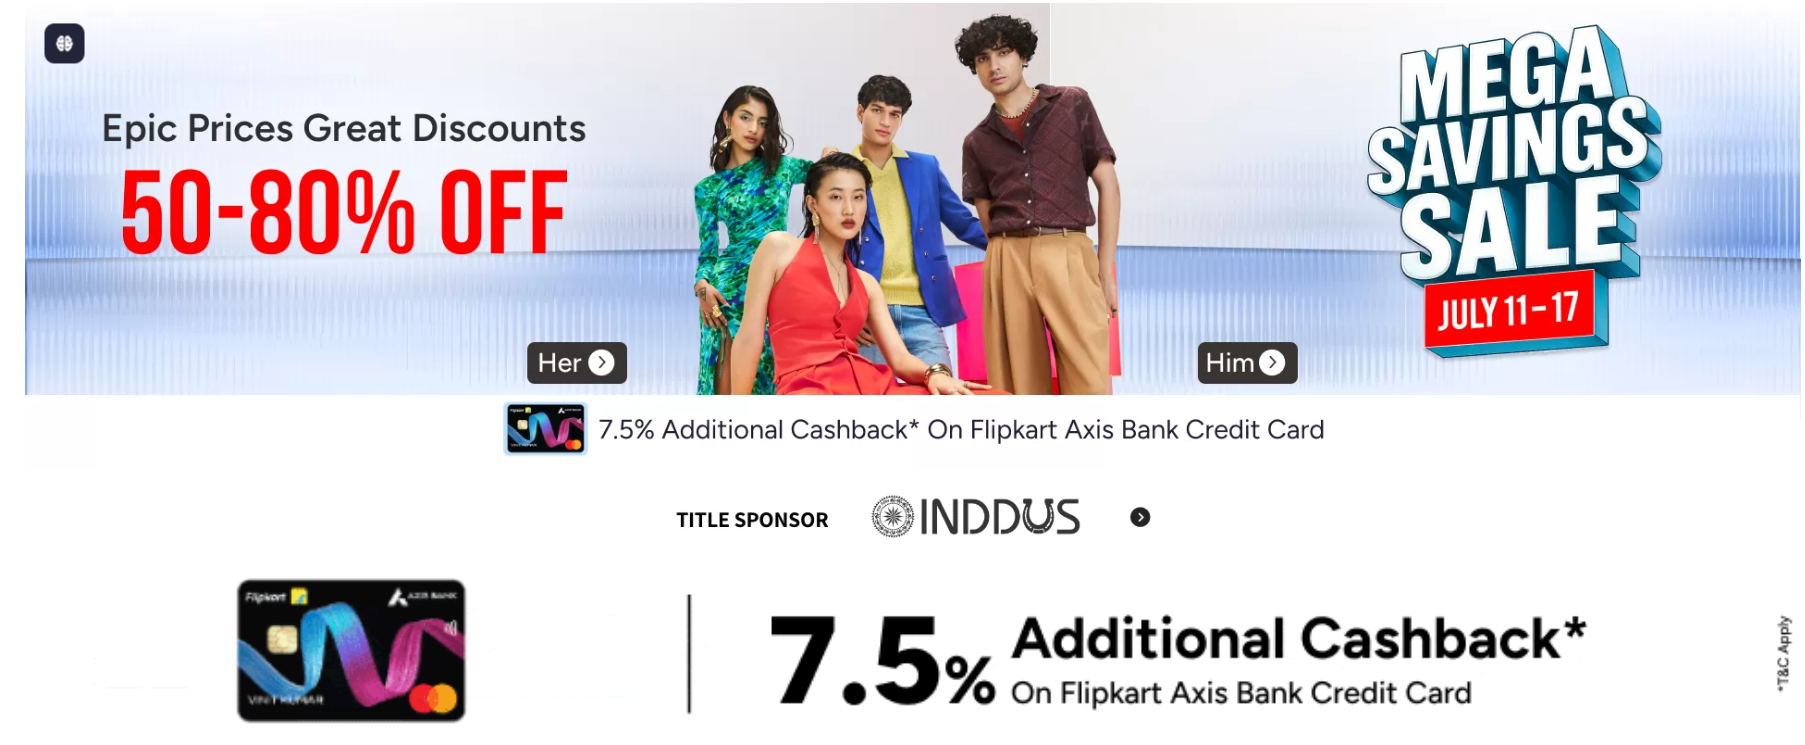 Epic Prices Great Discounts
50-80% OFF
MEGA
SAVINGS
SALE
JULY 11-17
Her
Him
7.5% Additional Cashback* On Flipkart Axis Bank Credit Card
TITLE SPONSOR
INDDUS
Flipkart
AXIS BANK
VINIT KUMAR
7.5%
Additional Cashback*
On Flipkart Axis Bank Credit Card
*T&C Apply